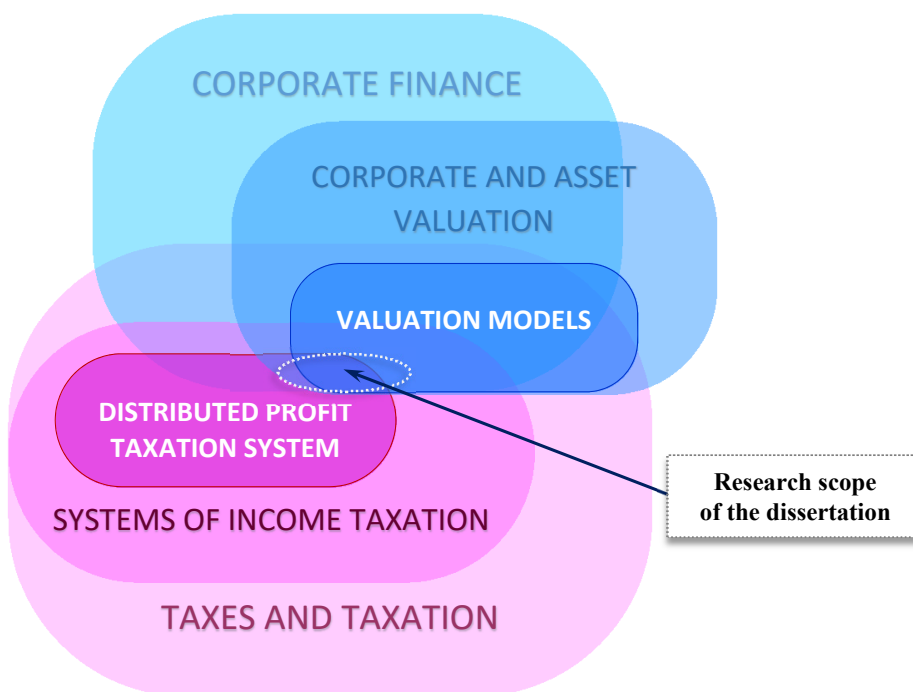 CORPORATE FINANCE
CORPORATE AND ASSET
VALUATION
VALUATION MODELS
DISTRIBUTED PROFIT
TAXATION SYSTEM
Research scope
of the dissertation
SYSTEMS OF INCOME TAXATION
TAXES AND TAXATION